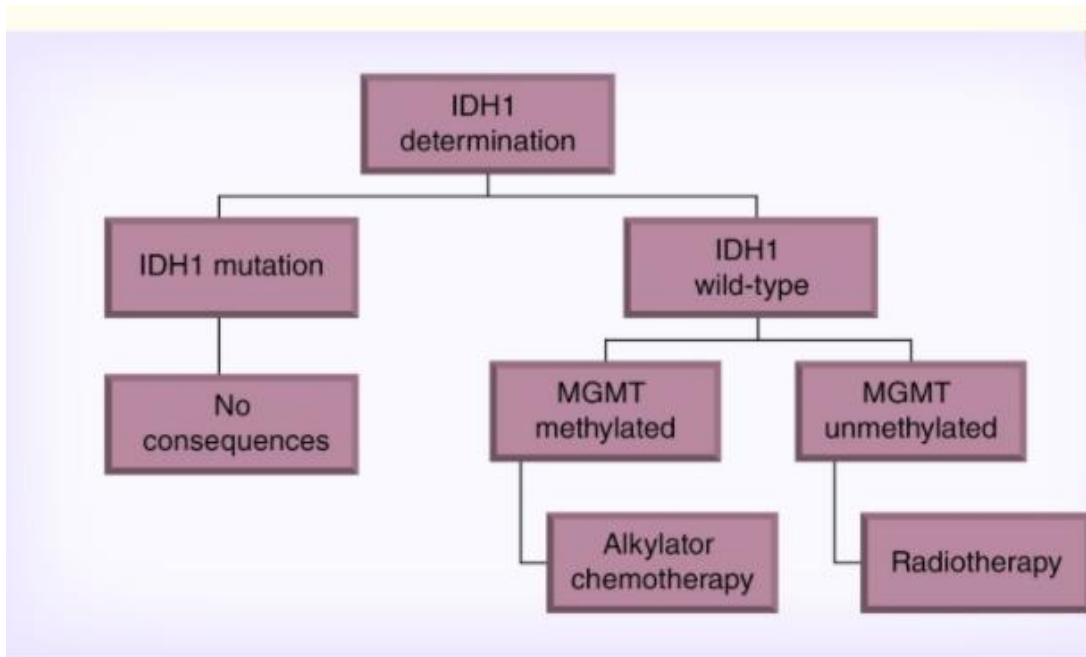 IDH1
determination
IDH1 mutation
IDH1
wild-type
No
consequences
MGMT
methylated
MGMT
unmethylated
Alkylator
chemotherapy
Radiotherapy